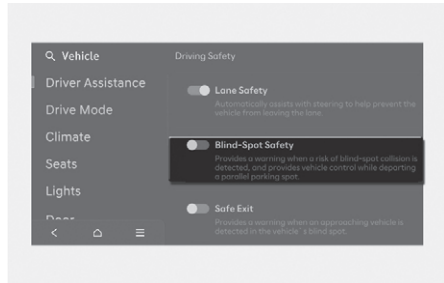 Vehicle
Driving Safety
Driver Assistance
Drive Mode
Climate
Seats
Lights
Lane Safety
Automatically assists with steering to help prevent the
vehicle from leaving the lane.
Blind-Spot Safety
Provides a warning when a risk of blind-spot collision is
detected, and provides vehicle control while departing
a parallel parking spot.
Safe Exit
Provides a warning when an approaching vehicle is
detected in the vehicle`s blind spot.